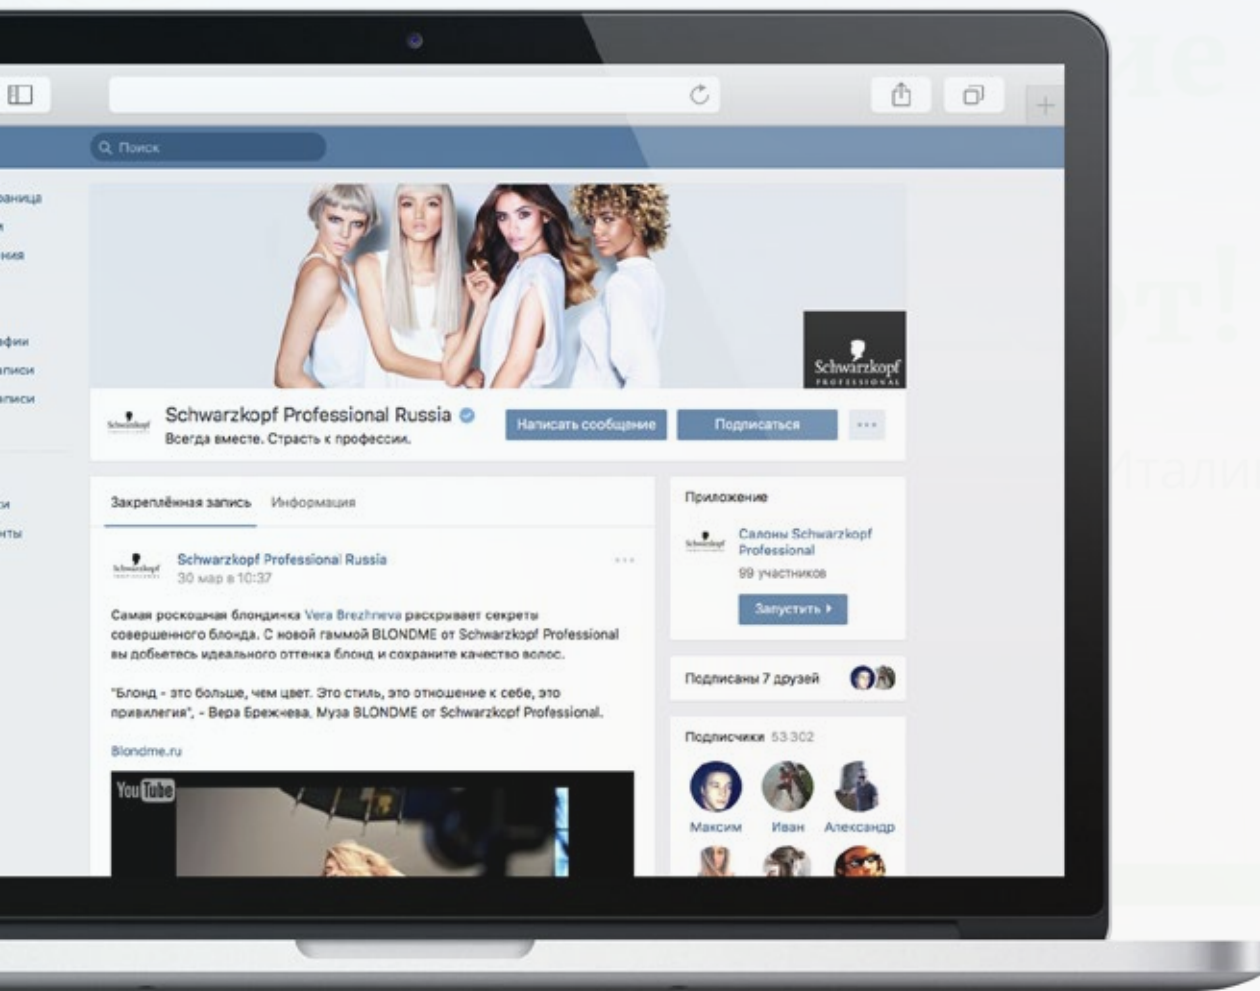 Поиск
Schwarzkopf
PROFESSIONAL
Schwarzkopf Professional Russia
Всегда вместе. Страсть к профессии.
Написать сообщение
Подписаться
Закреплённая запись Информация
Schwarzkopf Professional Russia
30 мар в 10:37
Самая роскошная блондинка Vera Brezhneva раскрывает секреты
совершенного блонда. С новой гаммой BLONDME от Schwarzkopf Professional
вы добьетесь идеального оттенка блонд и сохраните качество волос.
"Блонд - это больше, чем цвет. Это стиль, это отношение к себе, это
привилегия", - Вера Брежнева, Муза BLONDME от Schwarzkopf Professional.
Blondme.ru
YouTube
Приложение
Schwarzkopf
Салоны Schwarzkopf
Professional
99 участников
Запустить
Подписаны 7 друзей
Подписчики 53 302
Максим Иван Александр